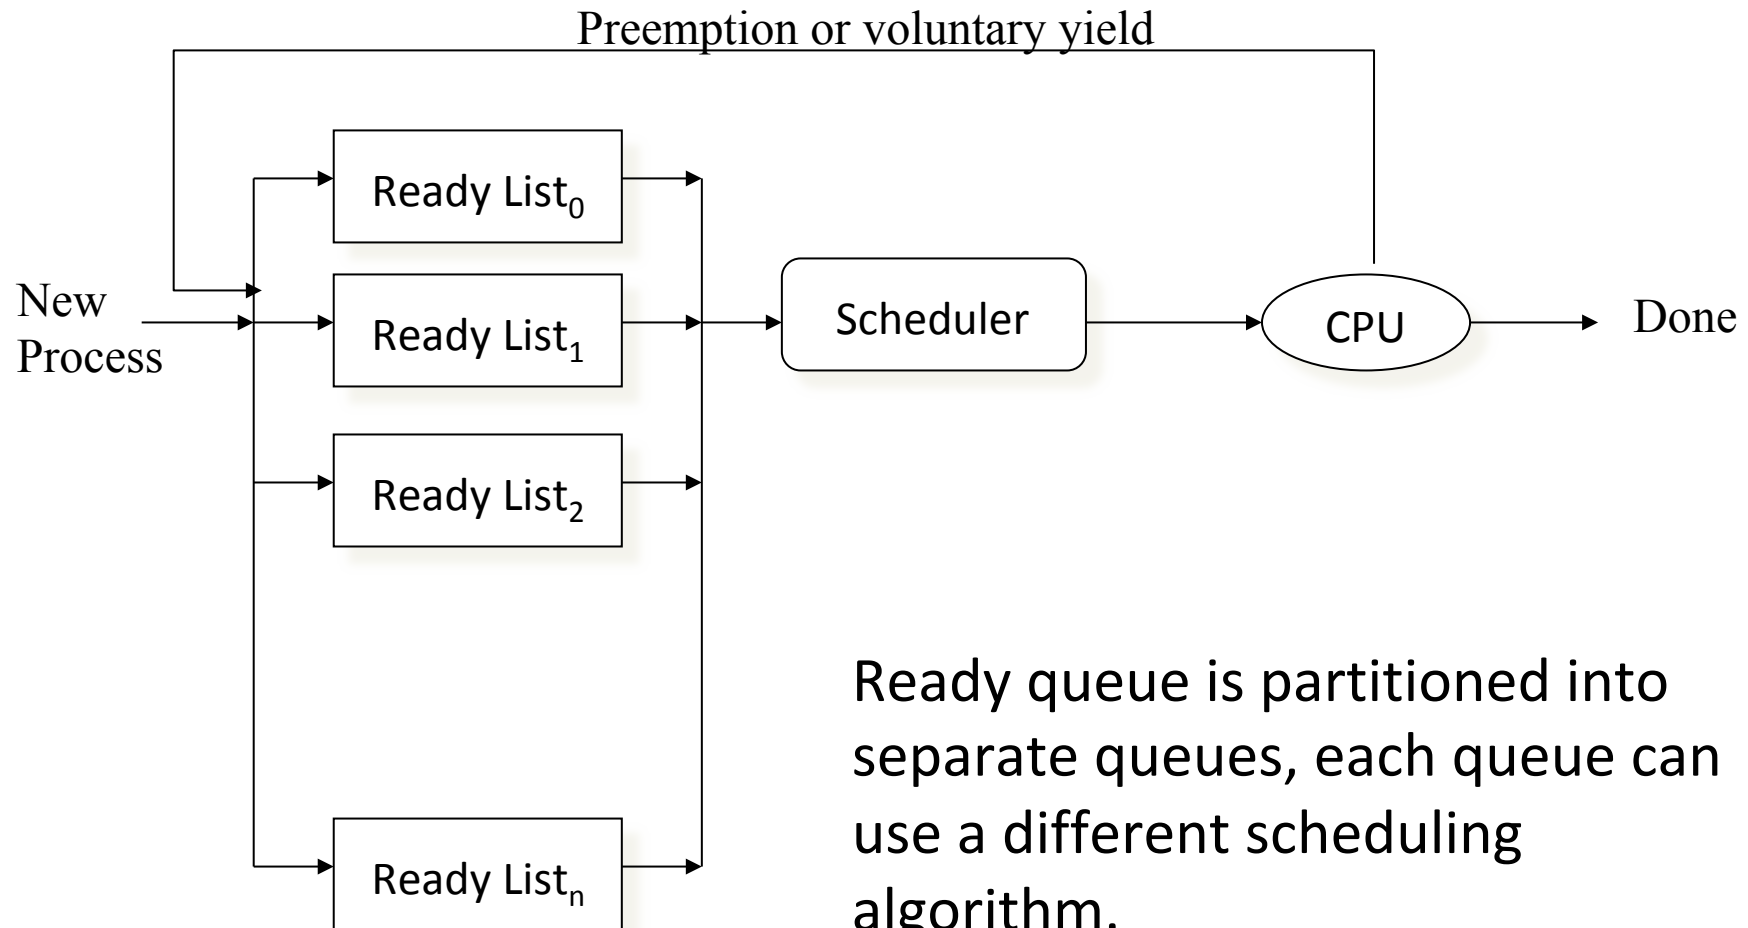 Preemption or voluntary yield
Ready List₀
New
Process
Ready List₁
Scheduler
CPU
Done
Ready List₂
Ready Listₙ
Ready queue is partitioned into
separate queues, each queue can
use a different scheduling
algorithm.